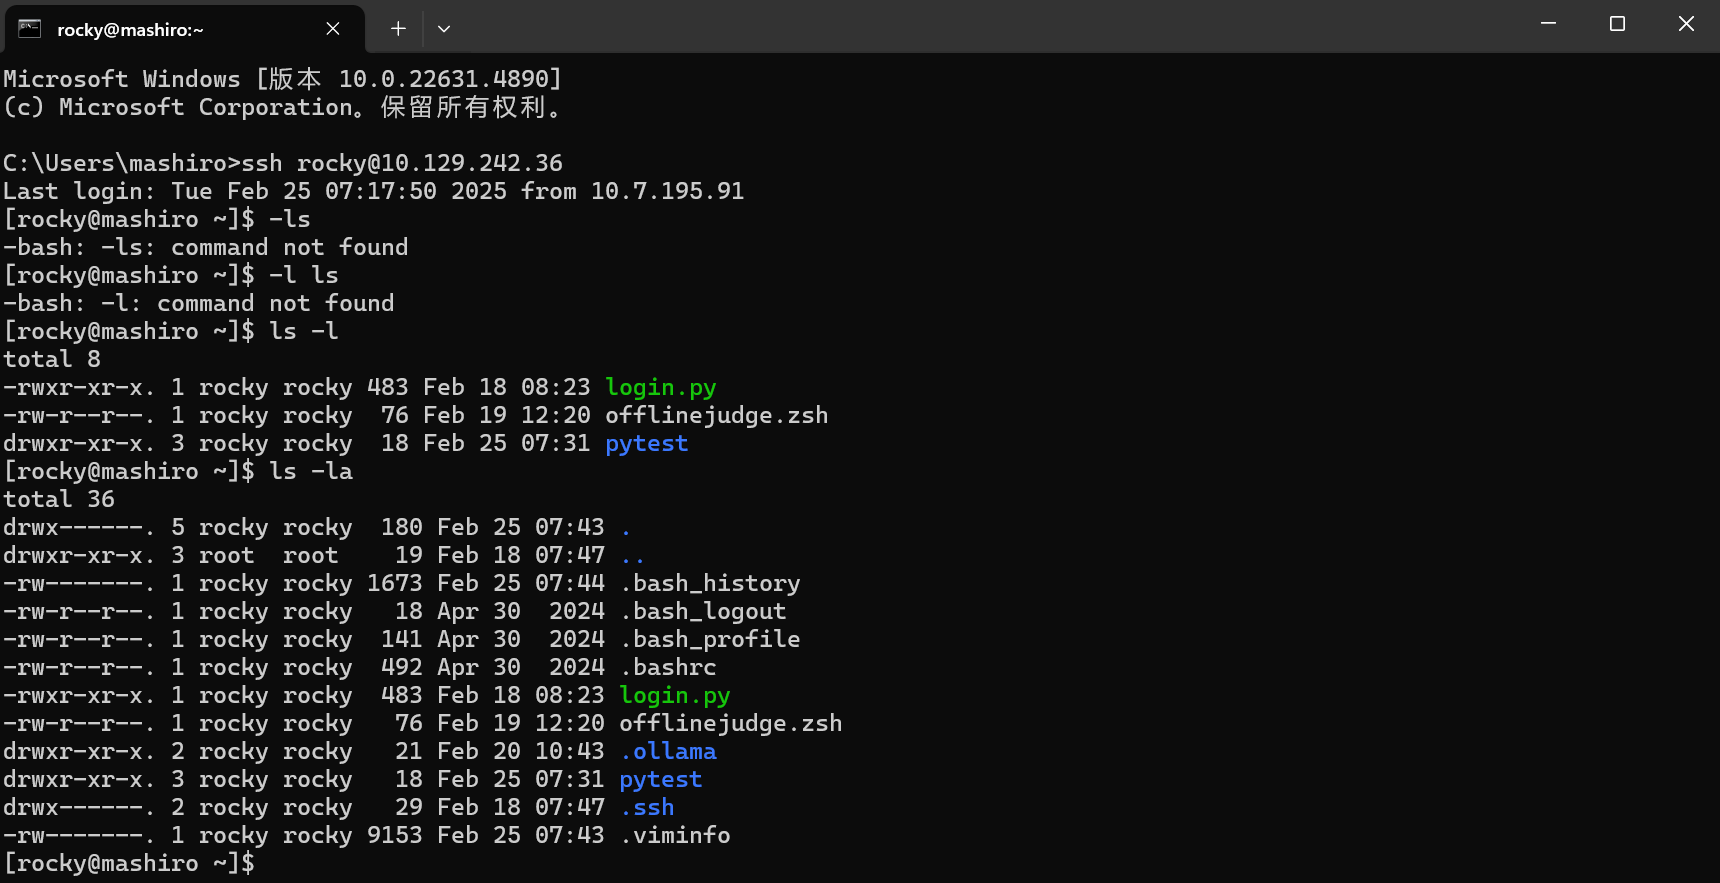 rocky@mashiro:~
Microsoft Windows [版本 10.0.22631.4890]
(c) Microsoft Corporation。保留所有权利。
C:\Users\mashiro>ssh rocky@10.129.242.36
Last login: Tue Feb 25 07:17:50 2025 from 10.7.195.91
[rocky@mashiro ~]$ -ls
-bash: -ls: command not found
[rocky@mashiro ~]$ -l ls
-bash: -l: command not found
[rocky@mashiro ~]$ ls -l
total 8
-rwxr-xr-x. 1 rocky rocky 483 Feb 18 08:23 login.py
-rw-r--r--. 1 rocky rocky  76 Feb 19 12:20 offlinejudge.zsh
drwxr-xr-x. 3 rocky rocky  18 Feb 25 07:31 pytest
[rocky@mashiro ~]$ ls -la
total 36
drwx------. 5 rocky rocky  180 Feb 25 07:43 .
drwxr-xr-x. 3 root  root    19 Feb 18 07:47 ..
-rw-------. 1 rocky rocky 1673 Feb 25 07:44 .bash_history
-rw-r--r--. 1 rocky rocky   18 Apr 30  2024 .bash_logout
-rw-r--r--. 1 rocky rocky  141 Apr 30  2024 .bash_profile
-rw-r--r--. 1 rocky rocky  492 Apr 30  2024 .bashrc
-rwxr-xr-x. 1 rocky rocky  483 Feb 18 08:23 login.py
-rw-r--r--. 1 rocky rocky   76 Feb 19 12:20 offlinejudge.zsh
drwxr-xr-x. 2 rocky rocky   21 Feb 20 10:43 .ollama
drwxr-xr-x. 3 rocky rocky   18 Feb 25 07:31 pytest
drwx------. 2 rocky rocky   29 Feb 18 07:47 .ssh
-rw-------. 1 rocky rocky 9153 Feb 25 07:43 .viminfo
[rocky@mashiro ~]$